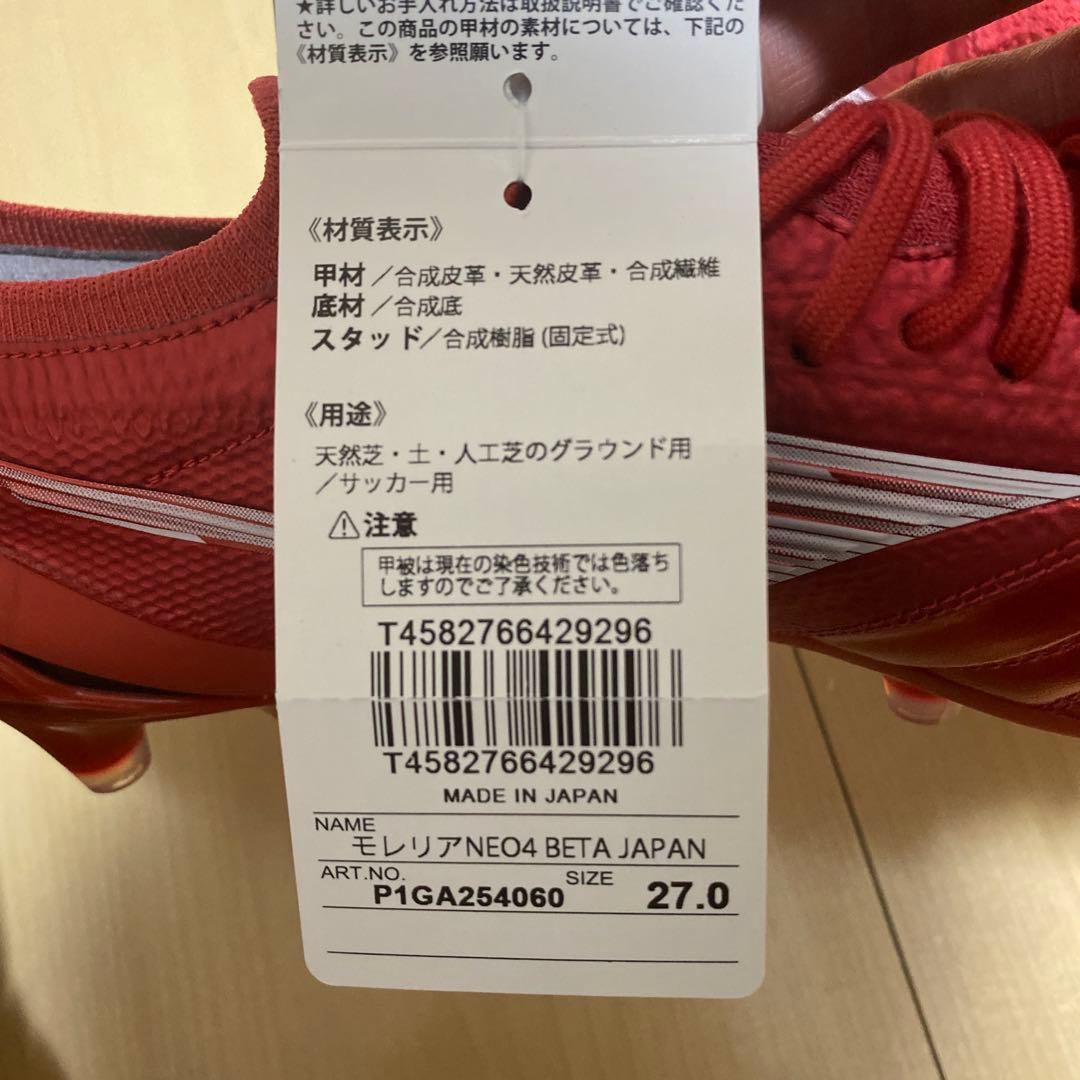 ★詳しいお手入れ方法は取扱説明書でご確認くだ
さい。この商品の甲材の素材については、下記の
《材質表示》を参照願います。
《材質表示》
甲材／合成皮革・天然皮革・合成繊維
底材／合成底
スタッド／合成樹脂(固定式)
《用途》
天然芝・土・人工芝のグラウンド用
／サッカー用
⚠注意
甲被は現在の染色技術では色落ち
しますのでご了承ください。
T4582766429296
T4582766429296
MADE IN JAPAN
NAME
モレリアNEO4 BETA JAPAN
ART.NO. SIZE
P1GA254060 27.0